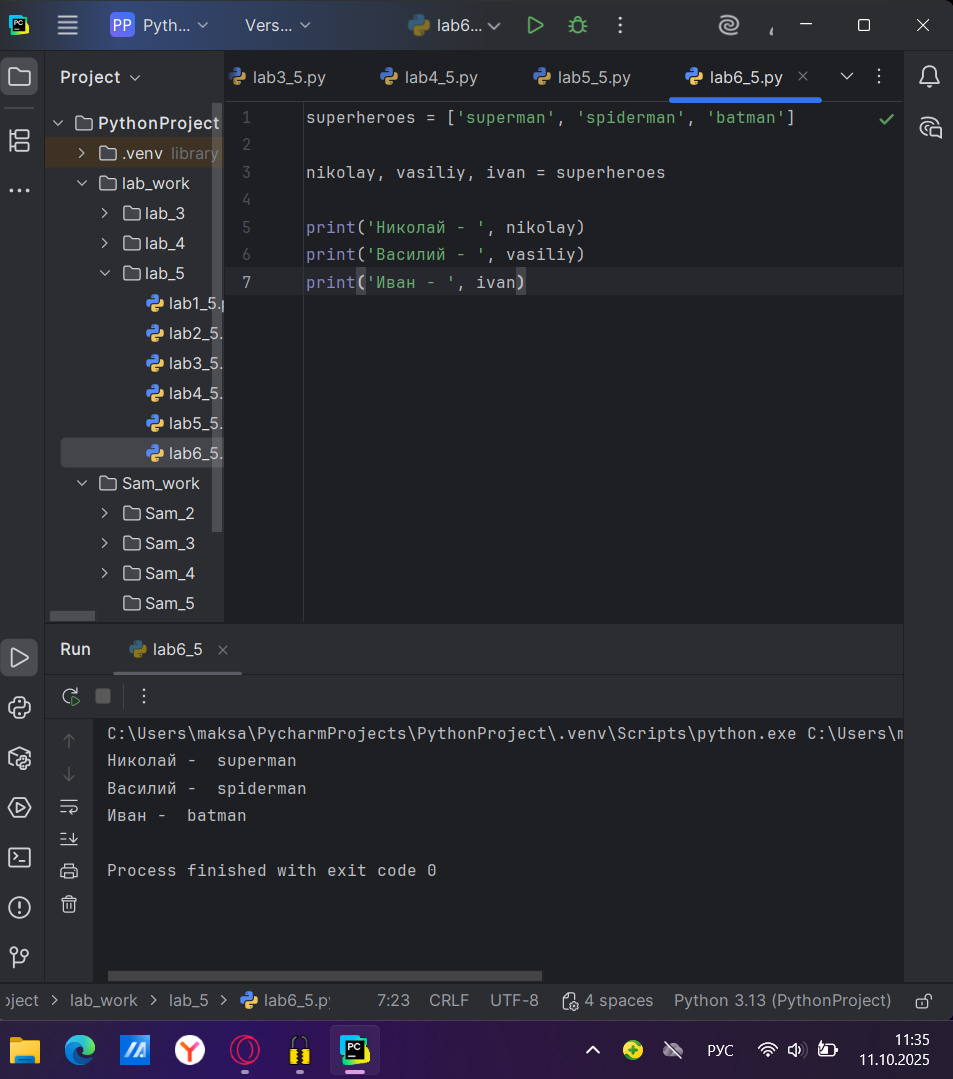 PC
PP Pyth... Vers... lab6...
Project
lab3_5.py lab4_5.py lab5_5.py lab6_5.py
PythonProject
.venv library
lab_work
lab_3
lab_4
lab_5
lab1_5.
lab2_5.
lab3_5.
lab4_5.
lab5_5.
lab6_5.
Sam_work
Sam_2
Sam_3
Sam_4
Sam_5
1 superheroes = ['superman', 'spiderman', 'batman']
2
3 nikolay, vasiliy, ivan = superheroes
4
5 print('Николай - ', nikolay)
6 print('Василий - ', vasiliy)
7 print('Иван - ', ivan)
Run lab6_5
C:\Users\maksa\PycharmProjects\PythonProject\.venv\Scripts\python.exe C:\Users\m
Николай -  superman
Василий -  spiderman
Иван -  batman
Process finished with exit code 0
oject > lab_work > lab_5 > lab6_5.py 7:23 CRLF UTF-8 4 spaces Python 3.13 (PythonProject)
PC
РУС
11:35
11.10.2025